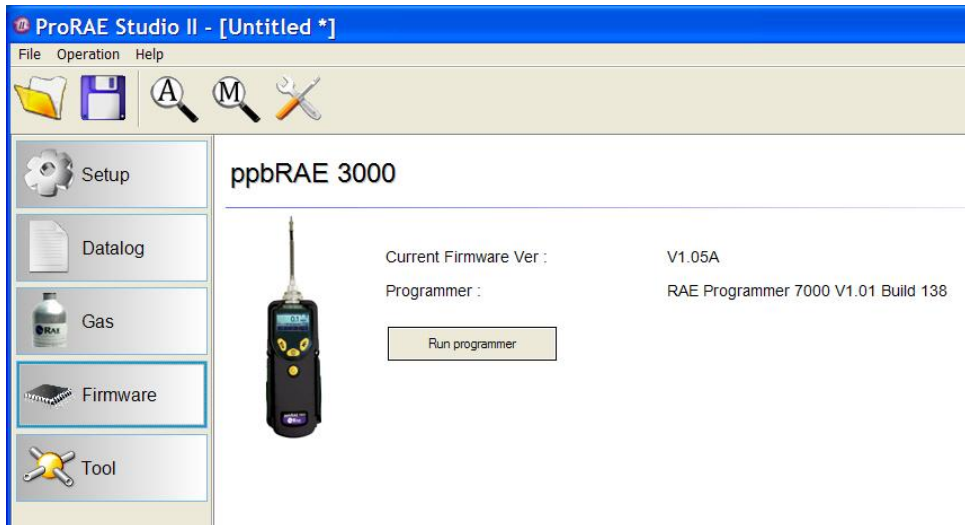 ProRAE Studio II - [Untitled *]
File Operation Help
A M
Setup
Datalog
Gas
Firmware
Tool
ppbRAE 3000
Current Firmware Ver : V1.05A
Programmer : RAE Programmer 7000 V1.01 Build 138
Run programmer
RAE